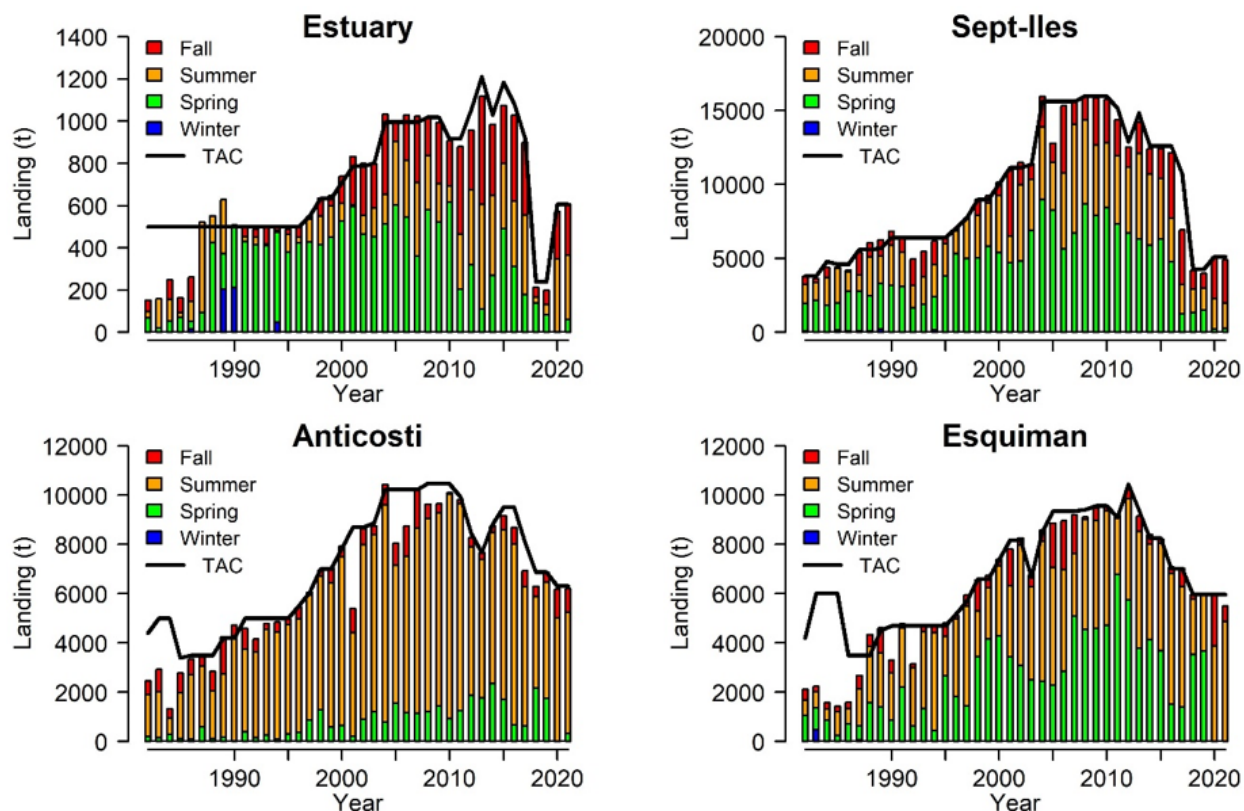 Estuary
1400
1200
1000
800
600
400
200
0
Landing (t)
Fall
Summer
Spring
Winter
TAC
1990
2000
2010
2020
Year
Sept-Iles
20000
15000
10000
5000
0
Landing (t)
Fall
Summer
Spring
Winter
TAC
1990
2000
2010
2020
Year
Anticosti
12000
10000
8000
6000
4000
2000
0
Landing (t)
Fall
Summer
Spring
Winter
TAC
1990
2000
2010
2020
Year
Esquiman
12000
10000
8000
6000
4000
2000
0
Landing (t)
Fall
Summer
Spring
Winter
TAC
1990
2000
2010
2020
Year